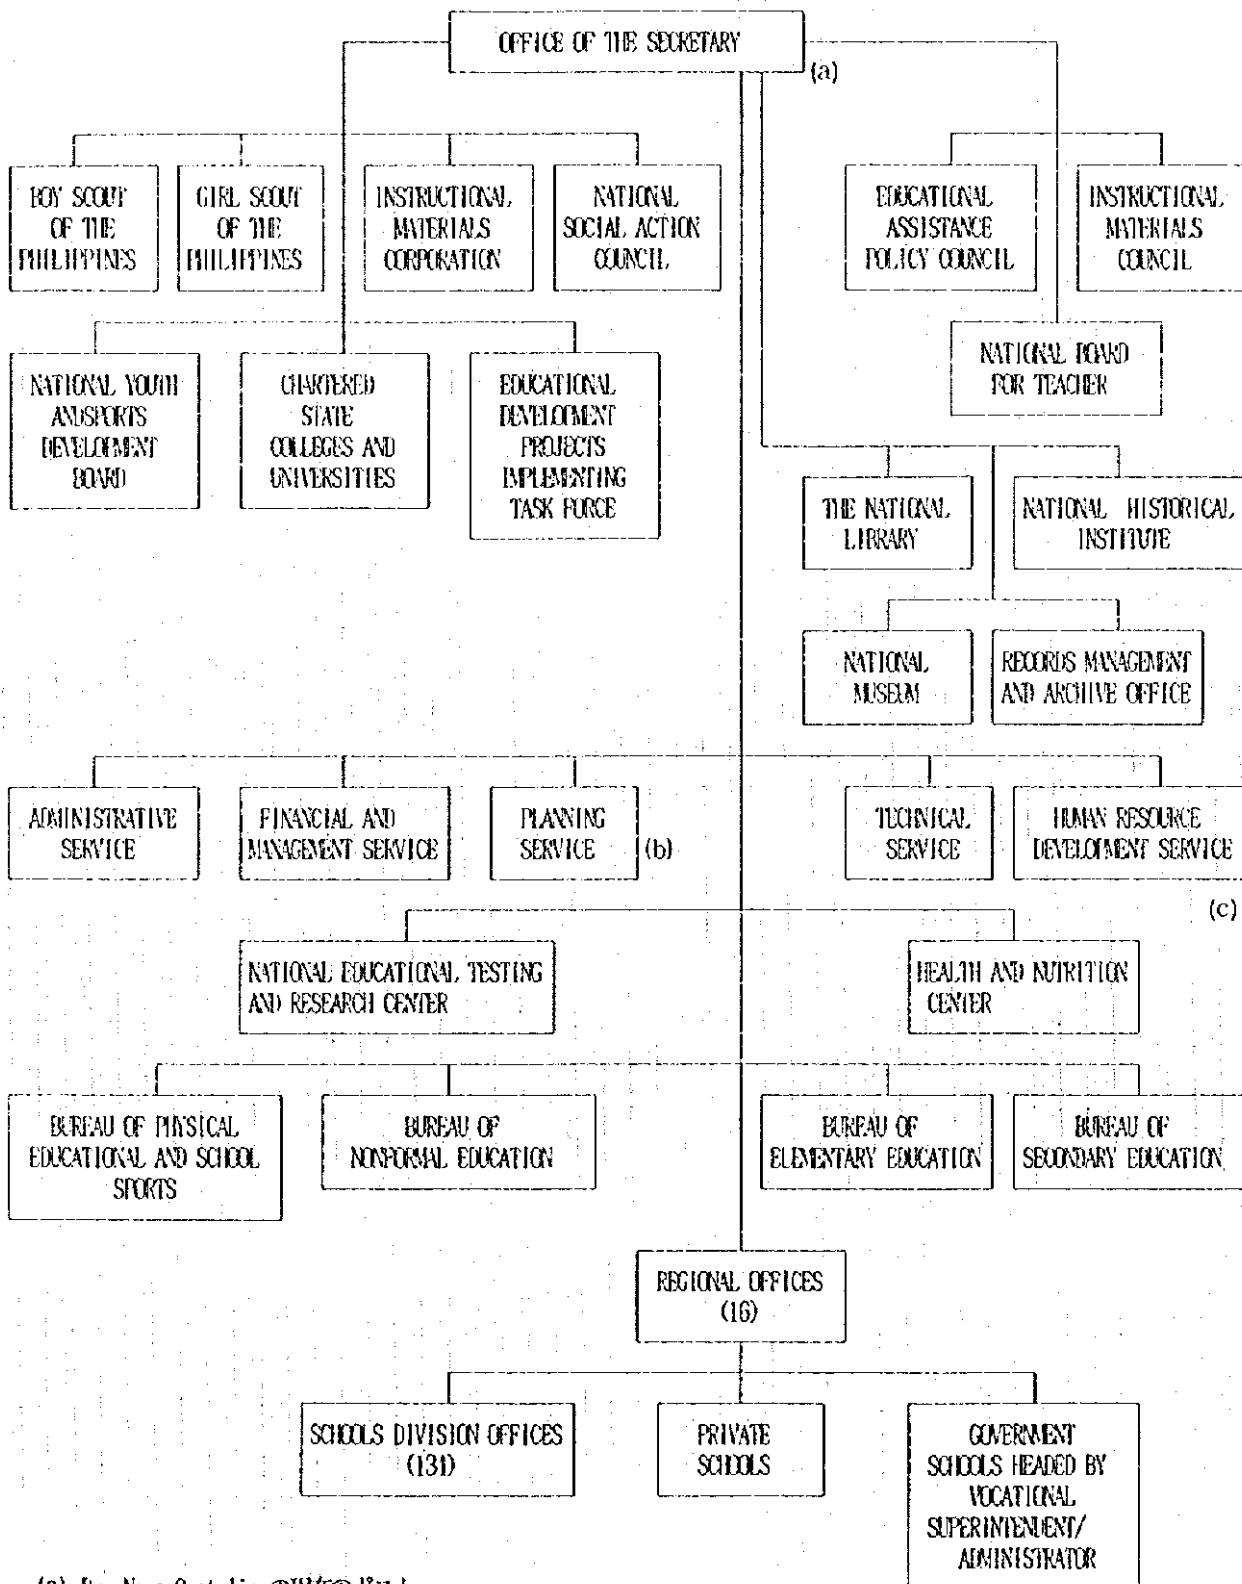 OFFICE OF THE SECRETARY
(a)
BOY SCOUT
OF THE
PHILIPPINES
GIRL SCOUT
OF THE
PHILIPPINES
INSTRUCTIONAL
MATERIALS
CORPORATION
NATIONAL
SOCIAL ACTION
COUNCIL
EDUCATIONAL
ASSISTANCE
POLICY COUNCIL
INSTRUCTIONAL
MATERIALS
COUNCIL
NATIONAL YOUTH
ANDSPORTS
DEVELOPMENT
BOARD
CHARTERED
STATE
COLLEGES AND
UNIVERSITIES
EDUCATIONAL
DEVELOPMENT
PROJECTS
IMPLEMENTING
TASK FORCE
NATIONAL BOARD
FOR TEACHER
THE NATIONAL
LIBRARY
NATIONAL HISTORICAL
INSTITUTE
NATIONAL
MUSEUM
RECORDS MANAGEMENT
AND ARCHIVE OFFICE
ADMINISTRATIVE
SERVICE
FINANCIAL AND
MANAGEMENT SERVICE
PLANNING
SERVICE
(b)
TECHNICAL
SERVICE
HUMAN RESOURCE
DEVELOPMENT SERVICE
(c)
NATIONAL EDUCATIONAL TESTING
AND RESEARCH CENTER
HEALTH AND NUTRITION
CENTER
BUREAU OF PHYSICAL
EDUCATIONAL AND SCHOOL
SPORTS
BUREAU OF
NONFORMAL EDUCATION
BUREAU OF
ELEMENTARY EDUCATION
BUREAU OF
SECONDARY EDUCATION
REGIONAL OFFICES
(16)
SCHOOLS DIVISION OFFICES
(131)
PRIVATE
SCHOOLS
GOVERNMENT
SCHOOLS HEADED BY
VOCATIONAL
SUPERINTENDENT/
ADMINISTRATOR
(a)